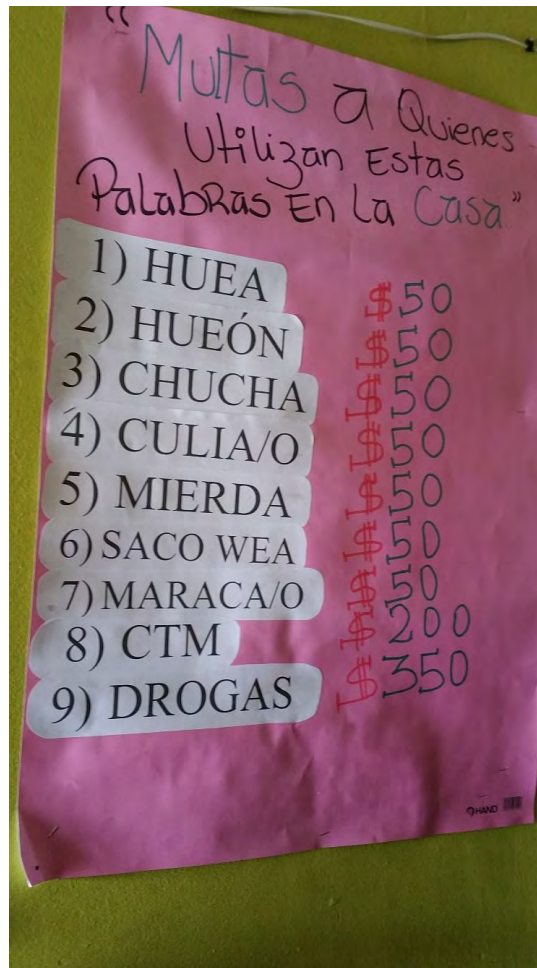 "Multas a Quienes
Utilizan Estas
Palabras En La Casa"
1) HUEA $50
2) HUEÓN $50
3) CHUCHA $50
4) CULIA/O $50
5) MIERDA $50
6) SACO WEA $50
7) MARACA/O $50
8) CTM $200
9) DROGAS $350
HAND